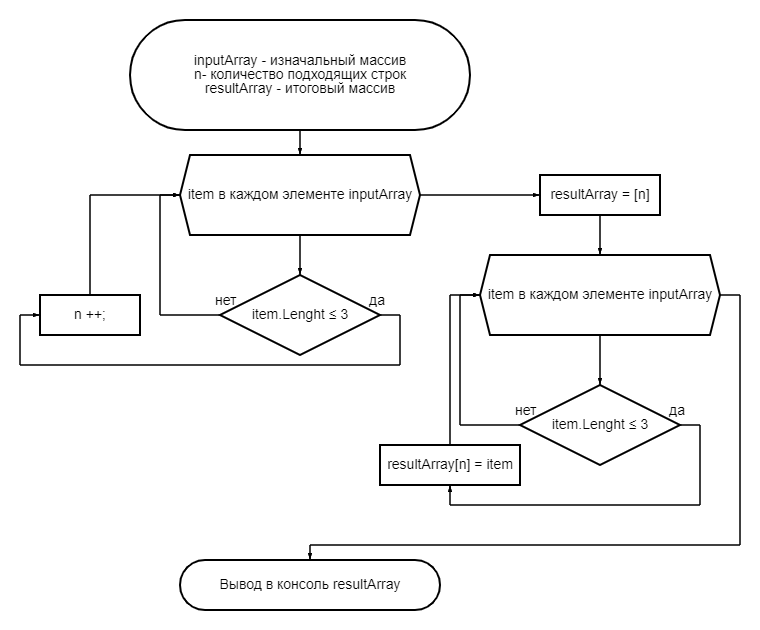 inputArray - изначальный массив
n- количество подходящих строк
resultArray - итоговый массив
item в каждом элементе inputArray
resultArray = [n]
нет
item.Lenght ≤ 3
да
n ++;
item в каждом элементе inputArray
нет
item.Lenght ≤ 3
да
resultArray[n] = item
Вывод в консоль resultArray